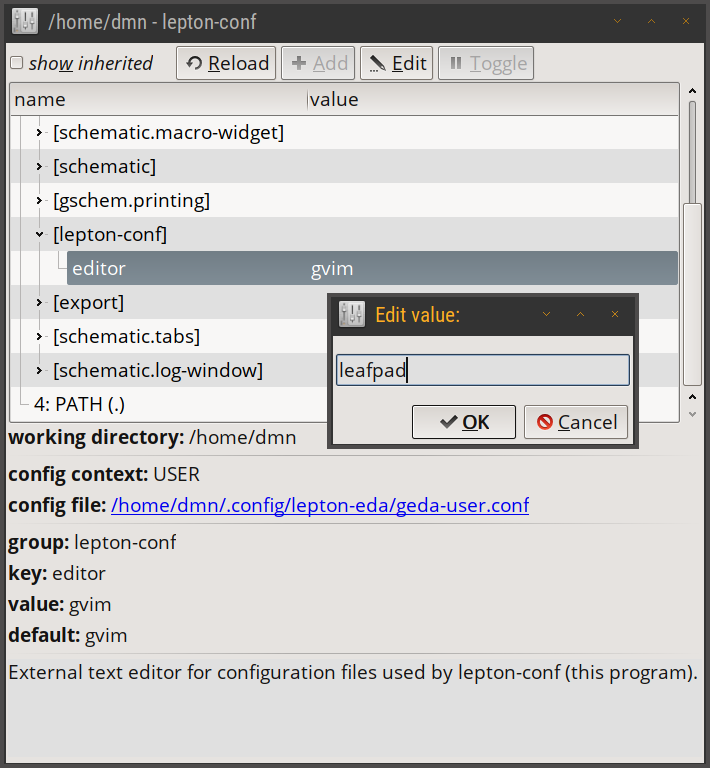 /home/dmn - lepton-conf
show inherited Reload Add Edit Toggle
name value
[schematic.macro-widget]
[schematic]
[gschem.printing]
[lepton-conf]
editor gvim
[export]
[schematic.tabs]
[schematic.log-window]
4: PATH (.)
Edit value:
leafpad
OK Cancel
working directory: /home/dmn
config context: USER
config file: /home/dmn/.config/lepton-eda/geda-user.conf
group: lepton-conf
key: editor
value: gvim
default: gvim
External text editor for configuration files used by lepton-conf (this program).